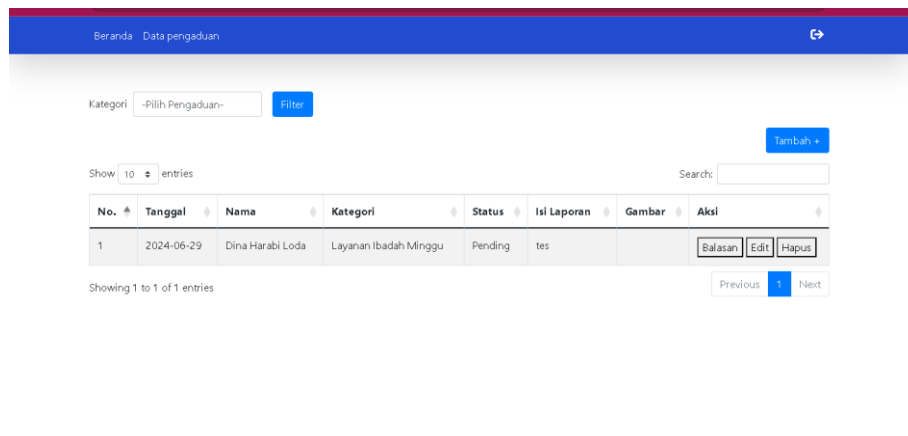 Beranda Data pengaduan
Kategori -Pilih Pengaduan- Filter
Tambah +
Show 10 entries Search:
No. Tanggal Nama Kategori Status Isi Laporan Gambar Aksi
1 2024-06-29 Dina Harabi Loda Layanan Ibadah Minggu Pending tes Balasan Edit Hapus
Showing 1 to 1 of 1 entries Previous 1 Next